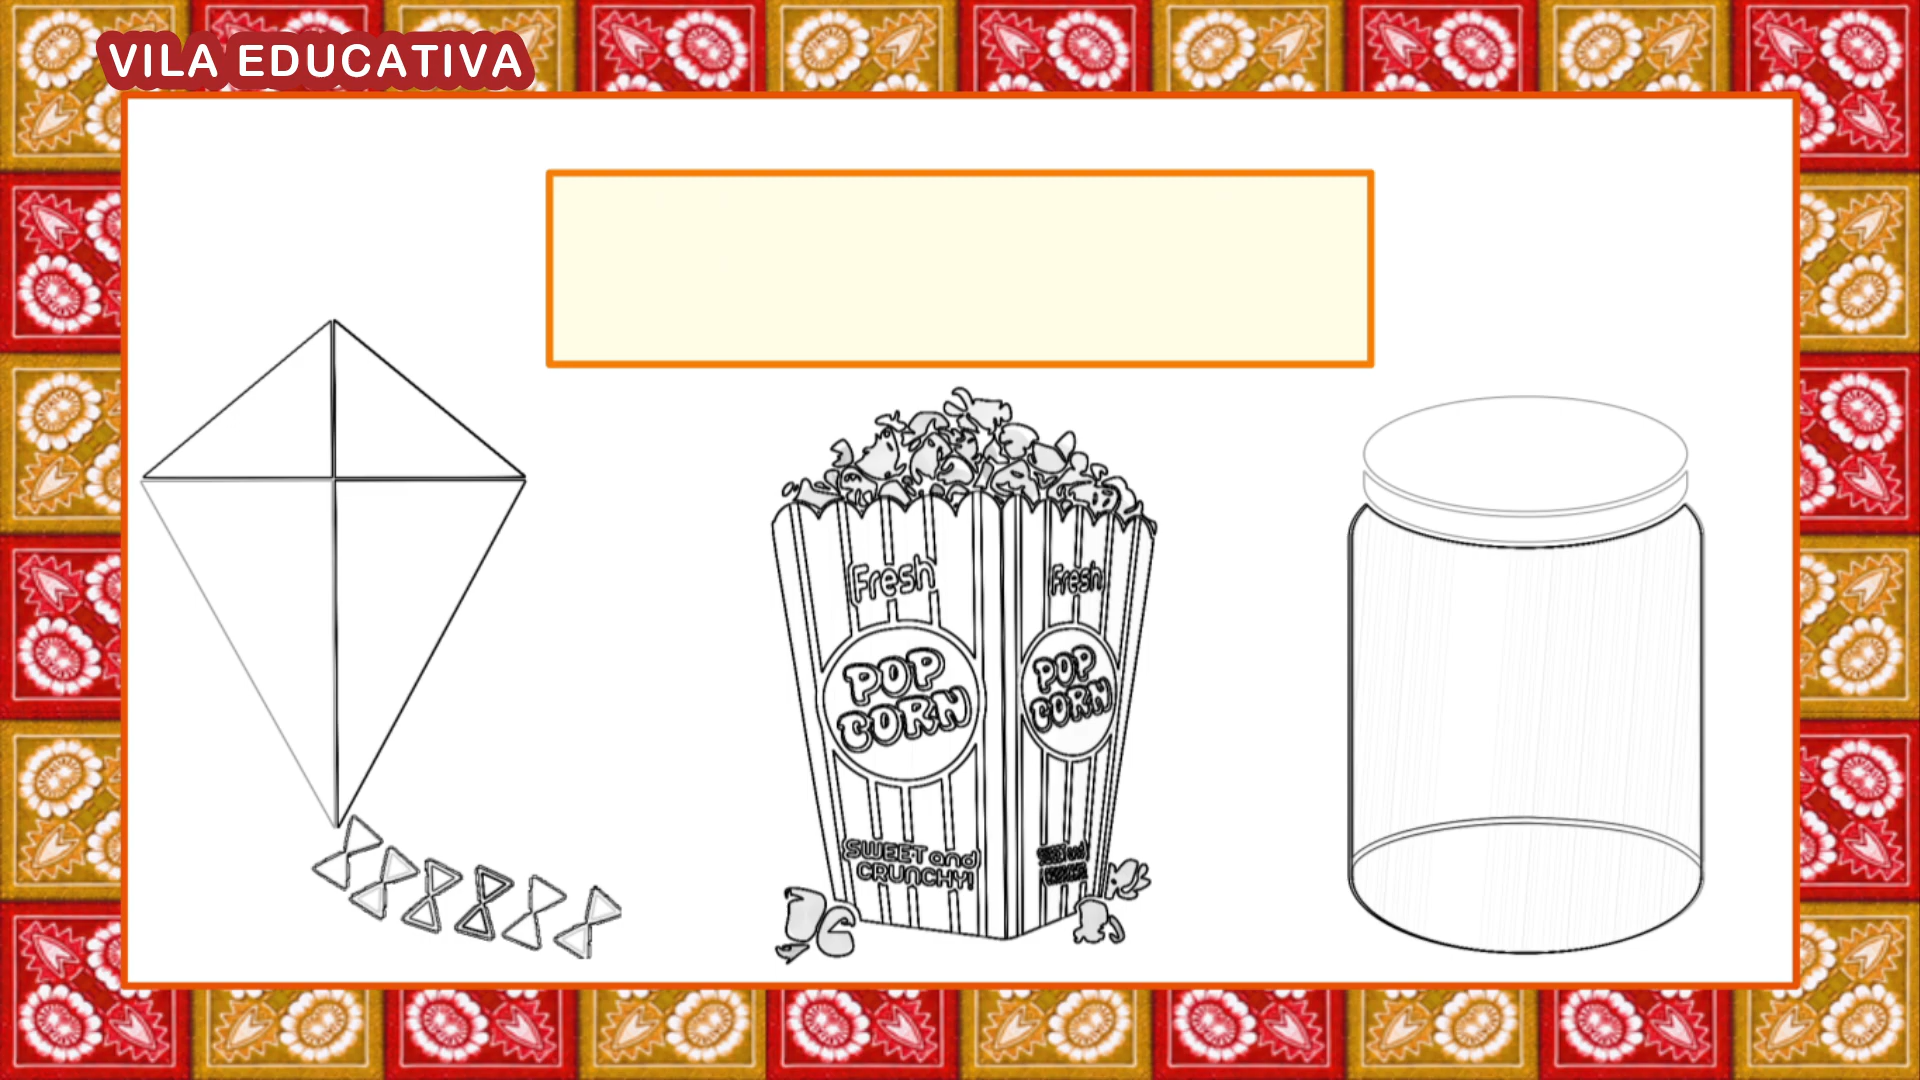 VILA EDUCATIVA
Fresh
POP
CORN
SWEET and
CRUNCHY!
Fresh
POP
CORN